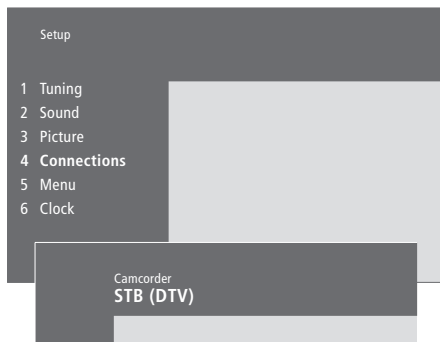 Setup
1 Tuning
2 Sound
3 Picture
4 Connections
5 Menu
6 Clock
Camcorder
STB (DTV)